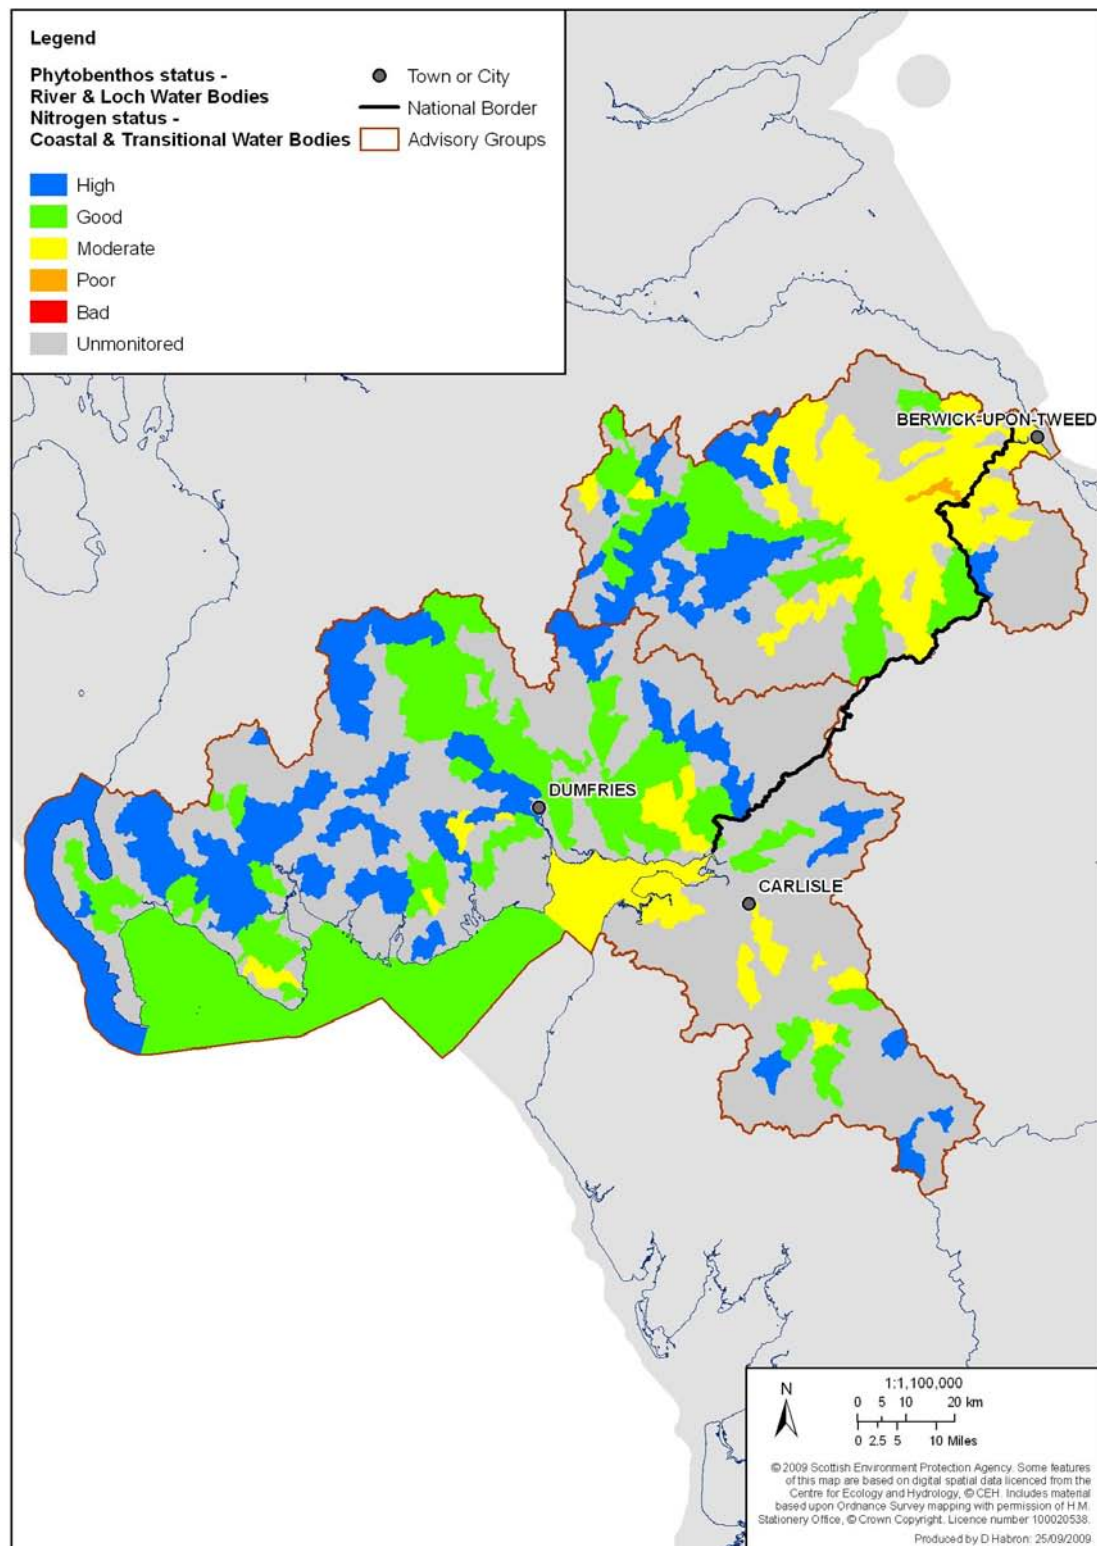 Legend
Phytobenthos status -
River & Loch Water Bodies
Nitrogen status -
Coastal & Transitional Water Bodies
High
Good
Moderate
Poor
Bad
Unmonitored
Town or City
National Border
Advisory Groups
BERWICK-UPON-TWEED
DUMFRIES
CARLISLE
N
1:1,100,000
0 5 10 20 km
0 2.5 5 10 Miles
© 2009 Scottish Environment Protection Agency. Some features
of this map are based on digital spatial data licenced from the
Centre for Ecology and Hydrology, © CEH. Includes material
based upon Ordnance Survey mapping with permission of H.M.
Stationery Office, © Crown Copyright. Licence number 100020538.
Produced by D Habron: 25/09/2009